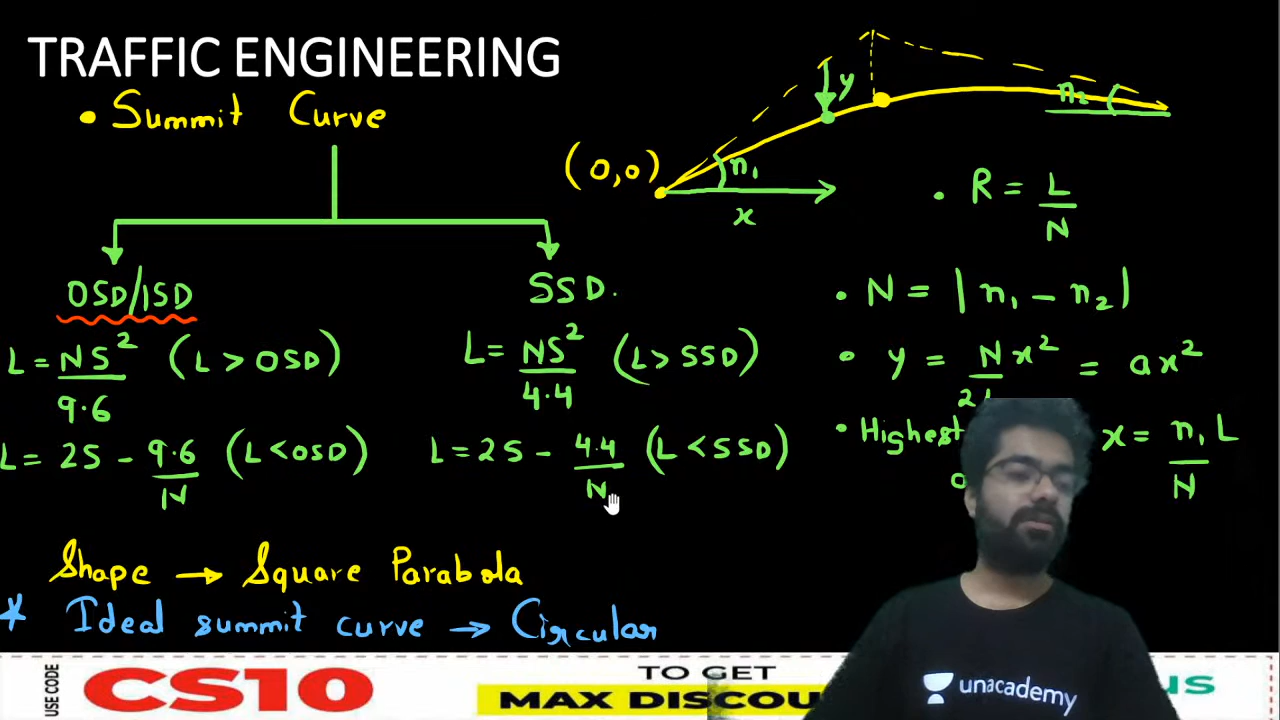 TRAFFIC ENGINEERING
• Summit Curve
OSD/ISD
L = NS² / 9.6 (L > OSD)
L = 2S - 9.6 / N (L < OSD)
SSD.
L = NS² / 4.4 (L > SSD)
L = 2S - 4.4 / N (L < SSD)
Shape → Square Parabola
* Ideal summit curve → Circular
(0,0)
n₁
x
y
n₂
• R = L / N
• N = | n₁ - n₂ |
• y = N x² / 2L = ax²
• Highest
x = n₁ L / N
unacademy
USE CODE
CS10
TO GET
MAX DISCOU
US